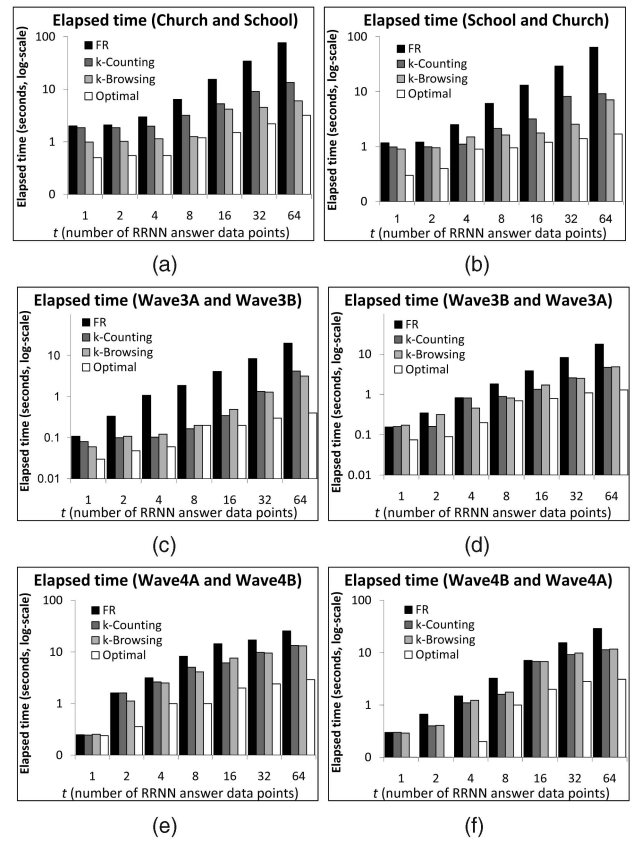 Elapsed time (Church and School)
Elapsed time (seconds, log-scale)
100
10
1
0
FR
k-Counting
k-Browsing
Optimal
1 2 4 8 16 32 64
t (number of RRNN answer data points)
(a)
Elapsed time (School and Church)
Elapsed time (seconds, log-scale)
100
10
1
0
FR
k-Counting
k-Browsing
Optimal
1 2 4 8 16 32 64
t (number of RRNN answer data points)
(b)
Elapsed time (Wave3A and Wave3B)
Elapsed time (seconds, log-scale)
10
1
0.1
0.01
FR
k-Counting
k-Browsing
Optimal
1 2 4 8 16 32 64
t (number of RRNN answer data points)
(c)
Elapsed time (Wave3B and Wave3A)
Elapsed time (seconds, log-scale)
10
1
0.1
0.01
FR
k-Counting
k-Browsing
Optimal
1 2 4 8 16 32 64
t (number of RRNN answer data points)
(d)
Elapsed time (Wave4A and Wave4B)
Elapsed time (seconds, log-scale)
100
10
1
0
FR
k-Counting
k-Browsing
Optimal
1 2 4 8 16 32 64
t (number of RRNN answer data points)
(e)
Elapsed time (Wave4B and Wave4A)
Elapsed time (seconds, log-scale)
100
10
1
0
FR
k-Counting
k-Browsing
Optimal
1 2 4 8 16 32 64
t (number of RRNN answer data points)
(f)